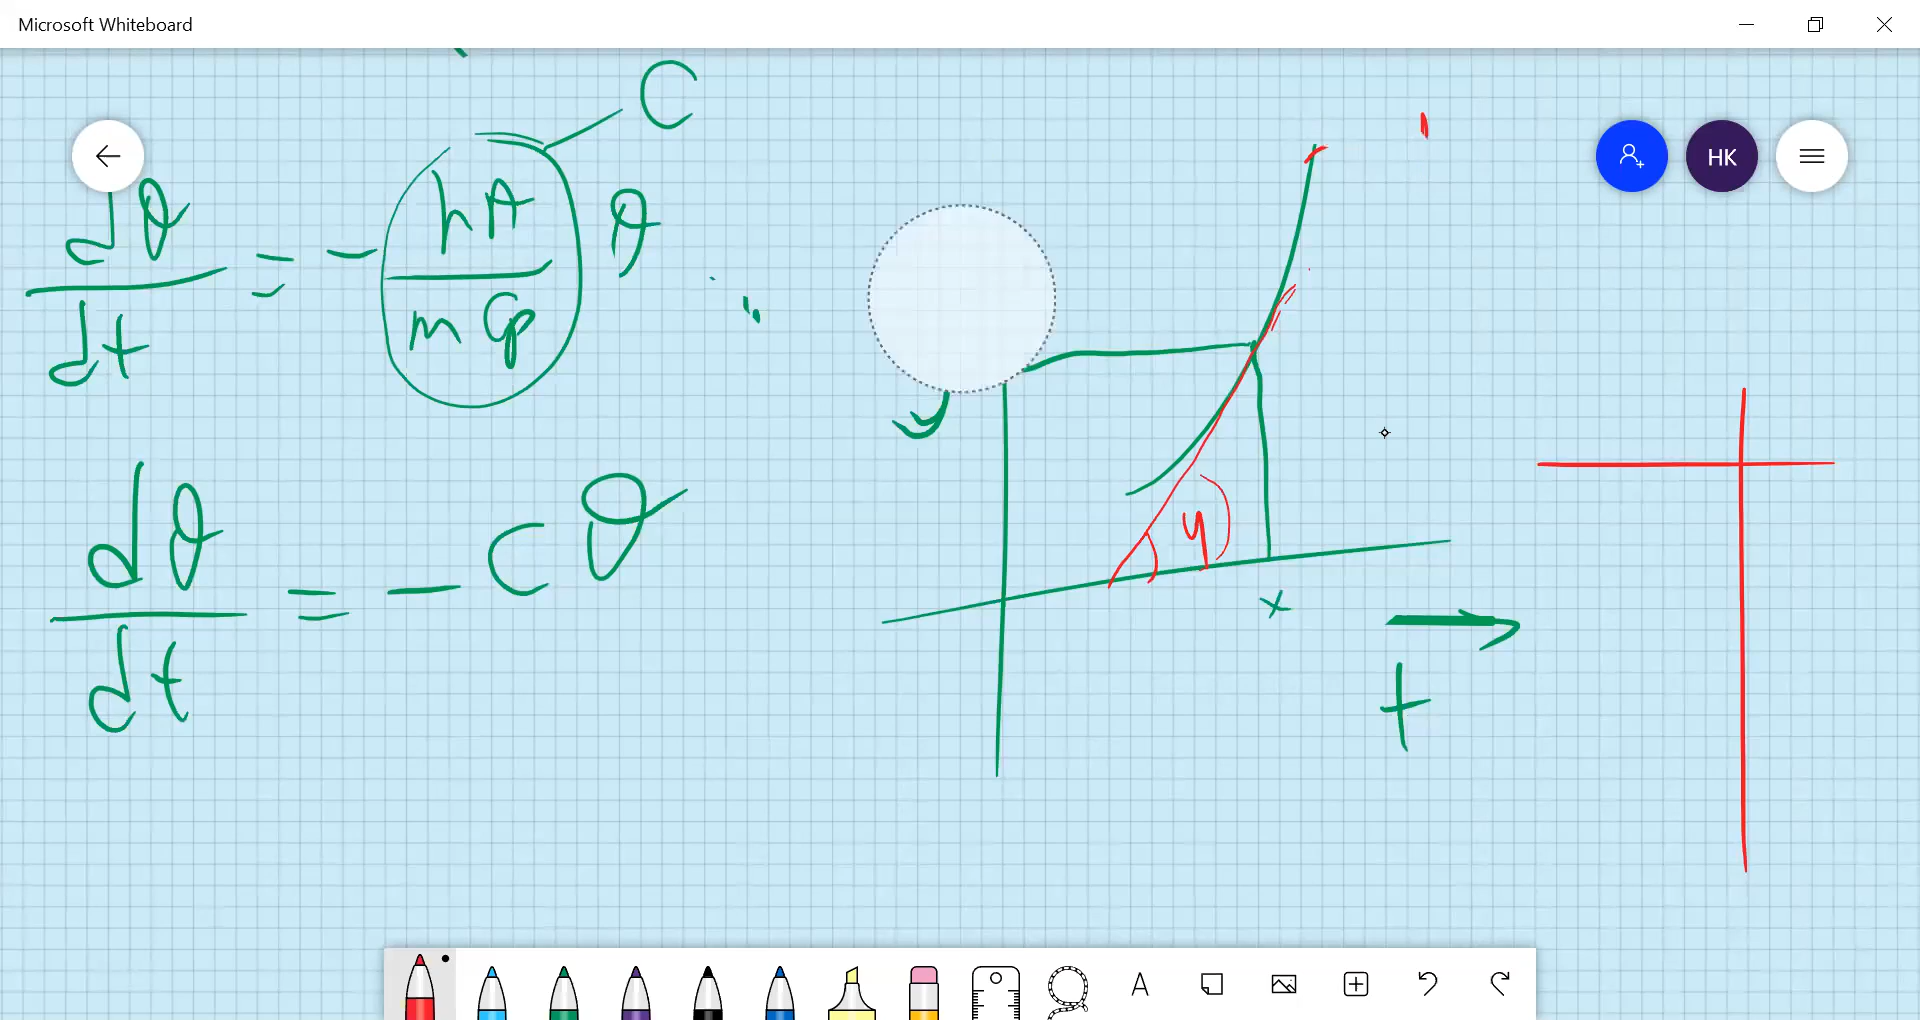 Microsoft Whiteboard
C
dθ/dt = - (hA/mCp) θ
HK
dθ/dt = - C θ
y
x
t
A